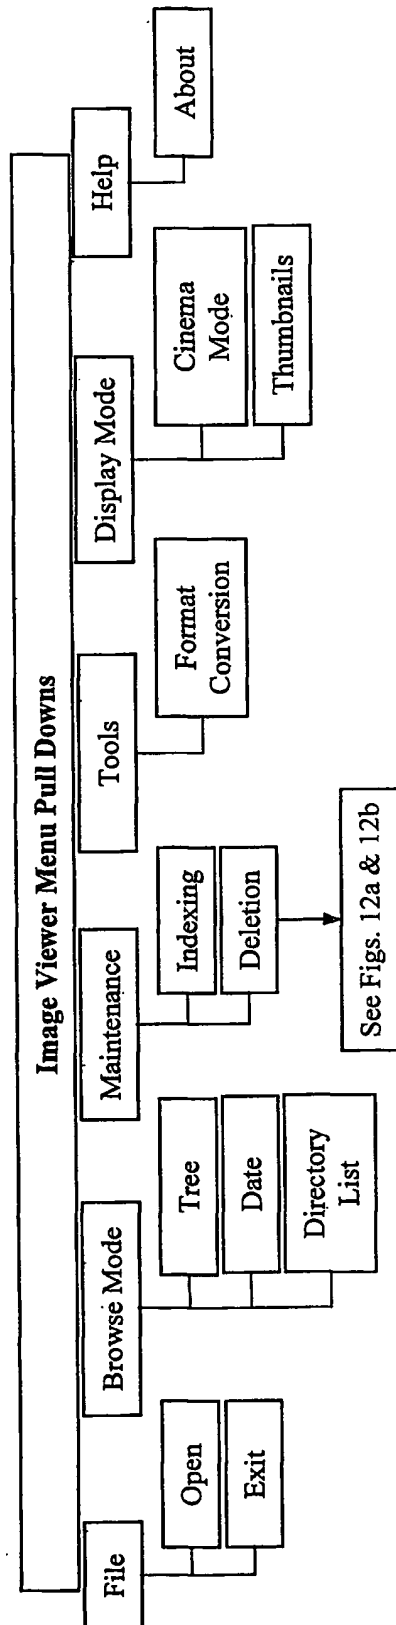 Image Viewer Menu Pull Downs
File
Open
Exit
Browse Mode
Tree
Date
Directory
List
Maintenance
Indexing
Deletion
See Figs. 12a & 12b
Tools
Format
Conversion
Display Mode
Cinema
Mode
Thumbnails
Help
About